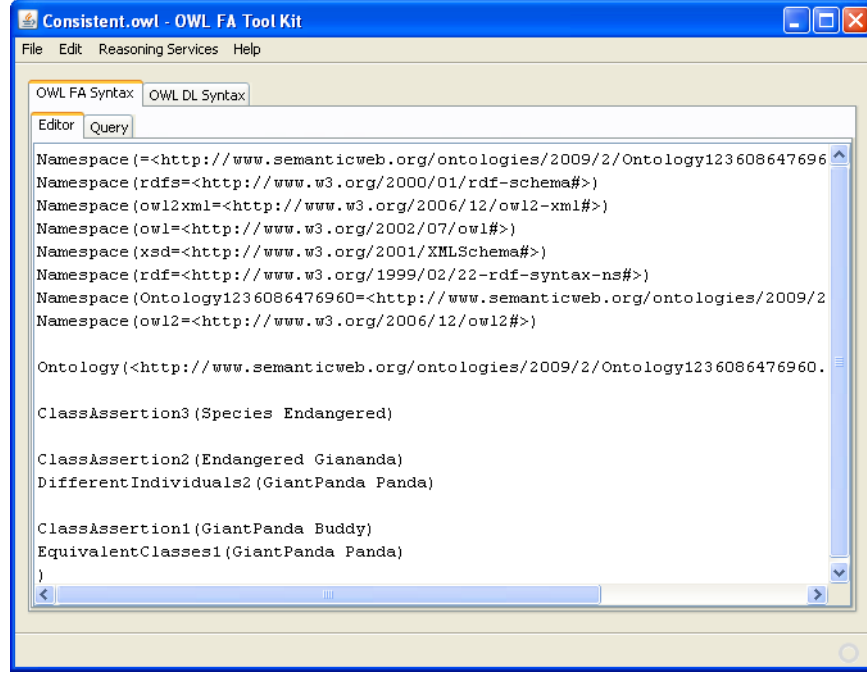 Consistent.owl - OWL FA Tool Kit
File Edit Reasoning Services Help
OWL FA Syntax OWL DL Syntax
Editor Query
Namespace(=<http://www.semanticweb.org/ontologies/2009/2/Ontology123608647696
Namespace(rdfs=<http://www.w3.org/2000/01/rdf-schema#>)
Namespace(owl2xml=<http://www.w3.org/2006/12/owl2-xml#>)
Namespace(owl=<http://www.w3.org/2002/07/owl#>)
Namespace(xsd=<http://www.w3.org/2001/XMLSchema#>)
Namespace(rdf=<http://www.w3.org/1999/02/22-rdf-syntax-ns#>)
Namespace(Ontology1236086476960=<http://www.semanticweb.org/ontologies/2009/2
Namespace(owl2=<http://www.w3.org/2006/12/owl2#>)
Ontology(<http://www.semanticweb.org/ontologies/2009/2/Ontology1236086476960.
ClassAssertion3(Species Endangered)
ClassAssertion2(Endangered Giananda)
DifferentIndividuals2(GiantPanda Panda)
ClassAssertion1(GiantPanda Buddy)
EquivalentClasses1(GiantPanda Panda)
)